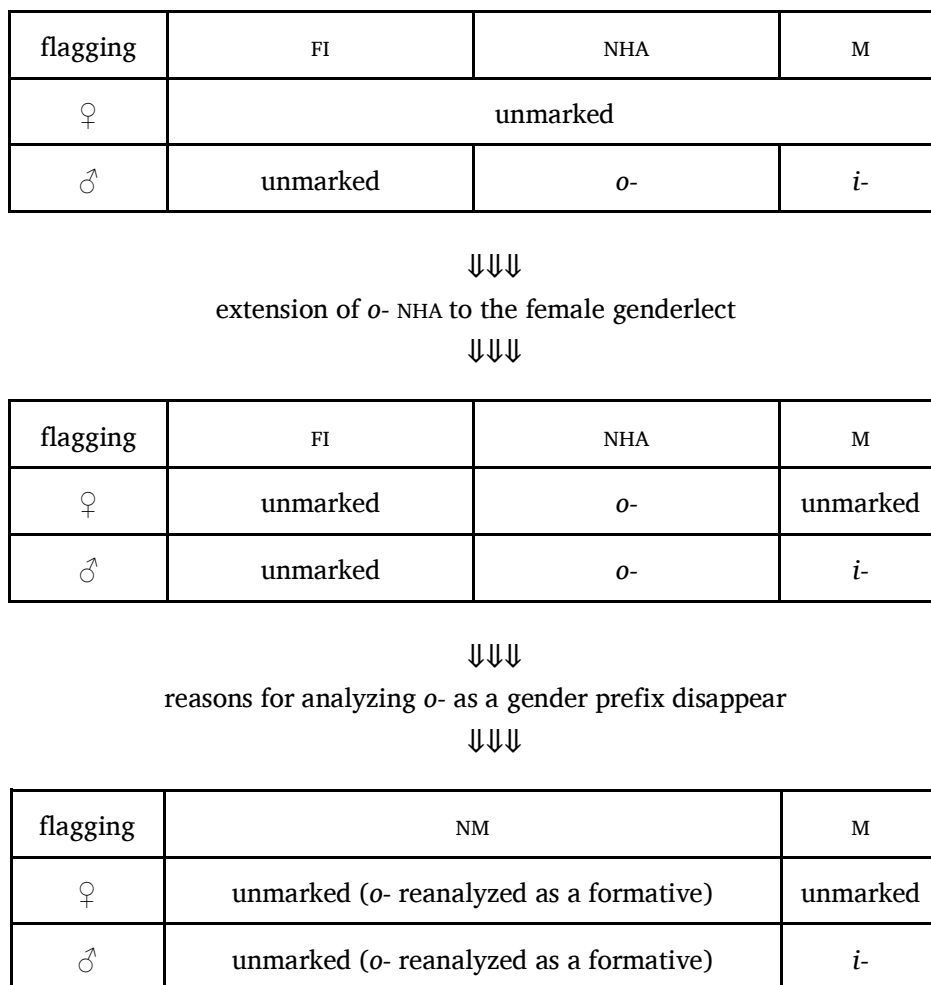 flagging FI NHA M
♀ unmarked
♂ unmarked o- i-
⇓⇓⇓
extension of o- NHA to the female genderlect
⇓⇓⇓
flagging FI NHA M
♀ unmarked o- unmarked
♂ unmarked o- i-
⇓⇓⇓
reasons for analyzing o- as a gender prefix disappear
⇓⇓⇓
flagging NM M
♀ unmarked (o- reanalyzed as a formative) unmarked
♂ unmarked (o- reanalyzed as a formative) i-